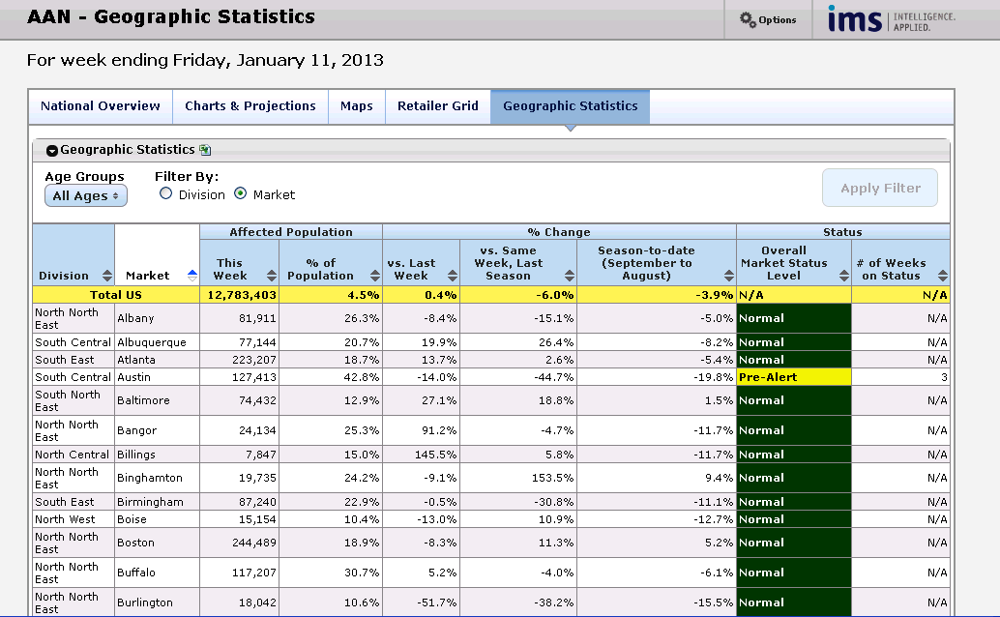 AAN - Geographic Statistics
Options
ims INTELLIGENCE.
APPLIED.
For week ending Friday, January 11, 2013
National Overview Charts & Projections Maps Retailer Grid Geographic Statistics
Geographic Statistics
Age Groups Filter By:
All Ages Division Market
Apply Filter
Affected Population % Change Status
Division Market This Week % of Population vs. Last Week vs. Same Week, Last Season Season-to-date (September to August) Overall Market Status Level # of Weeks on Status
Total US 12,783,403 4.5% 0.4% -6.0% -3.9% N/A N/A
North North East Albany 81,911 26.3% -8.4% -15.1% -5.0% Normal N/A
South Central Albuquerque 77,144 20.7% 19.9% 26.4% -8.2% Normal N/A
South East Atlanta 223,207 18.7% 13.7% 2.6% -5.4% Normal N/A
South Central Austin 127,413 42.8% -14.0% -44.7% -19.8% Pre-Alert 3
South North East Baltimore 74,432 12.9% 27.1% 18.8% 1.5% Normal N/A
North North East Bangor 24,134 25.3% 91.2% -4.7% -11.7% Normal N/A
North Central Billings 7,847 15.0% 145.5% 5.8% -11.7% Normal N/A
North North East Binghamton 19,735 24.2% -9.1% 153.5% 9.4% Normal N/A
South East Birmingham 87,240 22.9% -0.5% -30.8% -11.1% Normal N/A
North West Boise 15,154 10.4% -13.0% 10.9% -12.7% Normal N/A
North North East Boston 244,489 18.9% -8.3% 11.3% 5.2% Normal N/A
North North East Buffalo 117,207 30.7% 5.2% -4.0% -6.1% Normal N/A
North North East Burlington 18,042 10.6% -51.7% -38.2% -15.5% Normal N/A